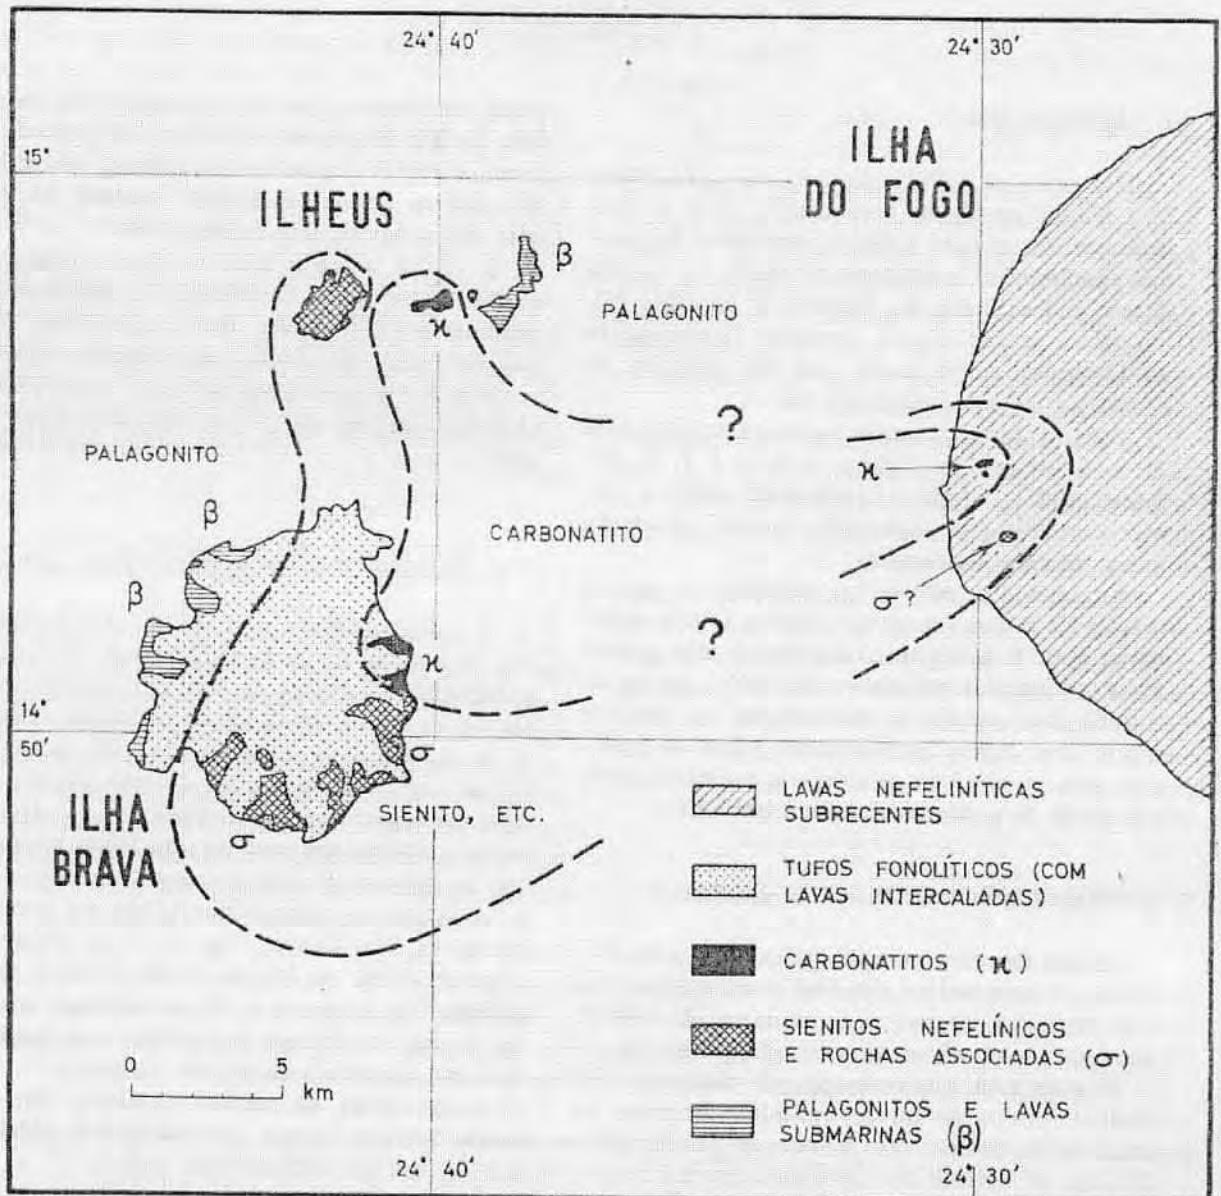 24° 40′
24° 30′
15°
ILHA
DO FOGO
ILHEUS
β
ϰ
PALAGONITO
?
PALAGONITO
ϰ
β
CARBONATITO
β
σ ?
?
ϰ
14°
50′
σ
ILHA
BRAVA
SIENITO, ETC.
σ
LAVAS NEFELINÍTICAS
SUBRECENTES
TUFOS FONOLÍTICOS (COM
LAVAS INTERCALADAS)
CARBONATITOS (ϰ)
SIENITOS NEFELÍNICOS
E ROCHAS ASSOCIADAS (σ)
PALAGONITOS E LAVAS
SUBMARINAS (β)
0 5
km
24° 40′
24° 30′